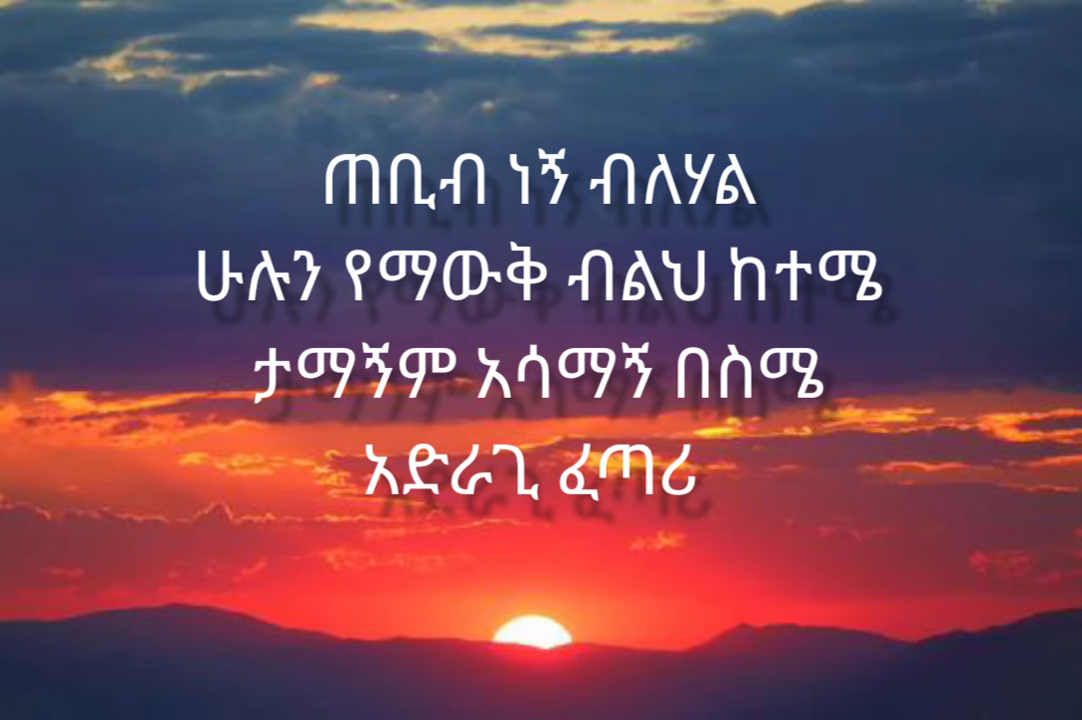 ጠቢብ ነኝ ብለሃል
ሁሉን የማውቅ ብልህ ከተሜ
ታማኝም አሳማኝ በስሜ
አድራጊ ፈጣሪ